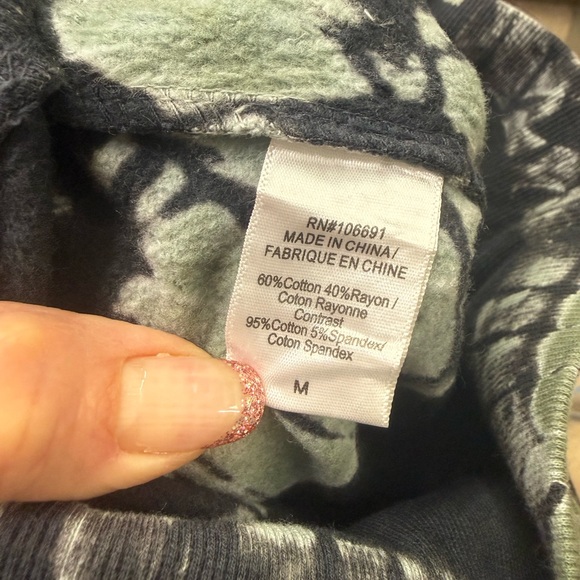 RN#106691
MADE IN CHINA/
FABRIQUE EN CHINE
60%Cotton 40%Rayon /
Coton Rayonne
Contrast
95%Cotton 5%Spandex/
Coton Spandex
M